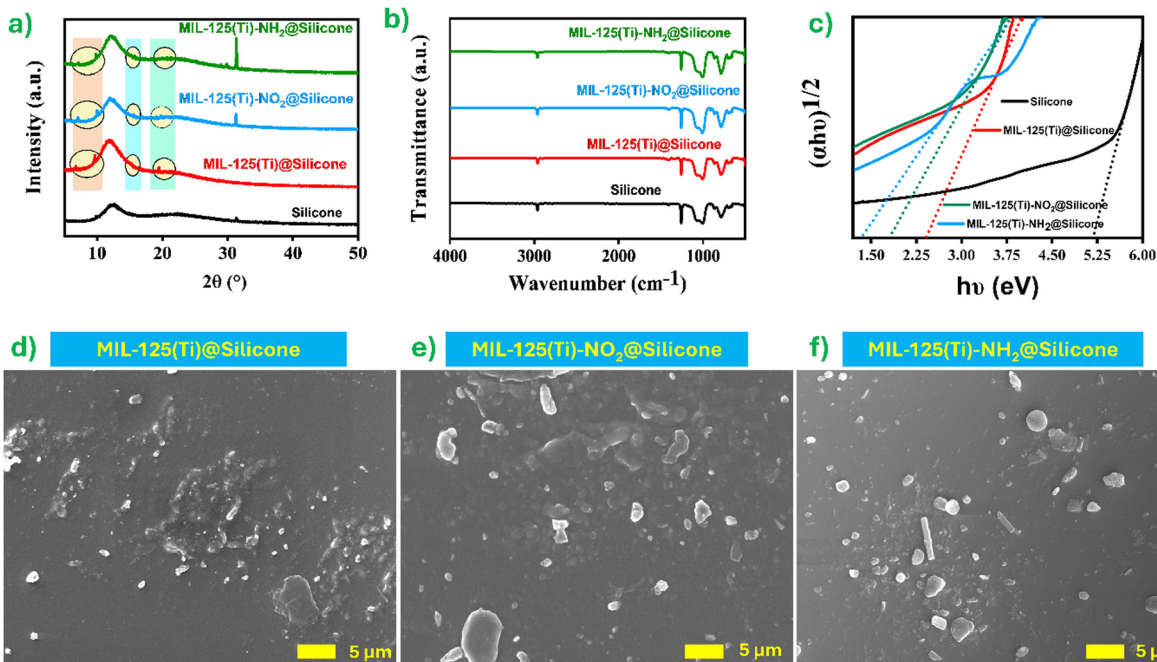 a)
MIL-125(Ti)-NH₂@Silicone
MIL-125(Ti)-NO₂@Silicone
MIL-125(Ti)@Silicone
Silicone
Intensity (a.u.)
10 20 30 40 50
2θ (°)
b)
MIL-125(Ti)-NH₂@Silicone
MIL-125(Ti)-NO₂@Silicone
MIL-125(Ti)@Silicone
Silicone
Transmittance (a.u.)
4000 3000 2000 1000
Wavenumber (cm⁻¹)
c)
Silicone
MIL-125(Ti)@Silicone
MIL-125(Ti)-NO₂@Silicone
MIL-125(Ti)-NH₂@Silicone
(αhυ)1/2
1.50 2.25 3.00 3.75 4.50 5.25 6.00
hυ (eV)
d) MIL-125(Ti)@Silicone
5 µm
e) MIL-125(Ti)-NO₂@Silicone
5 µm
f) MIL-125(Ti)-NH₂@Silicone
5 µ